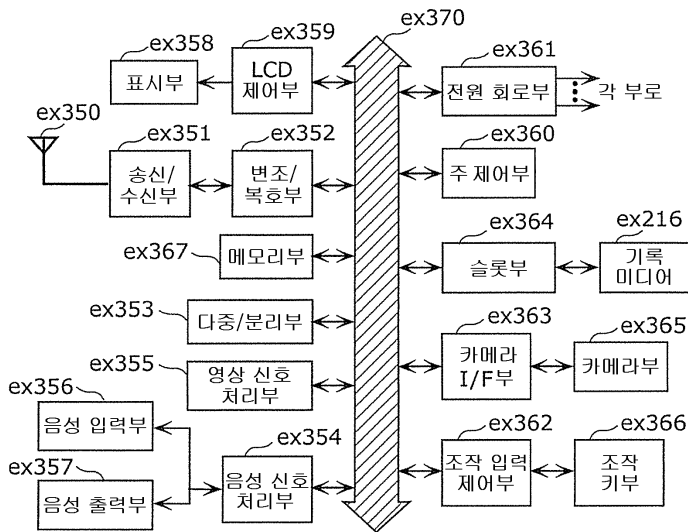 ex370
ex358
ex359
ex361
표시부
LCD
제어부
전원 회로부
각 부로
ex350
ex351
ex352
ex360
송신/
수신부
변조/
복호부
주 제어부
ex367
메모리부
ex364
ex216
슬롯부
기록
미디어
ex353
다중/분리부
ex363
ex365
카메라
I/F부
카메라부
ex355
영상 신호
처리부
ex356
음성 입력부
ex354
ex362
ex366
ex357
음성 출력부
음성 신호
처리부
조작 입력
제어부
조작
키부